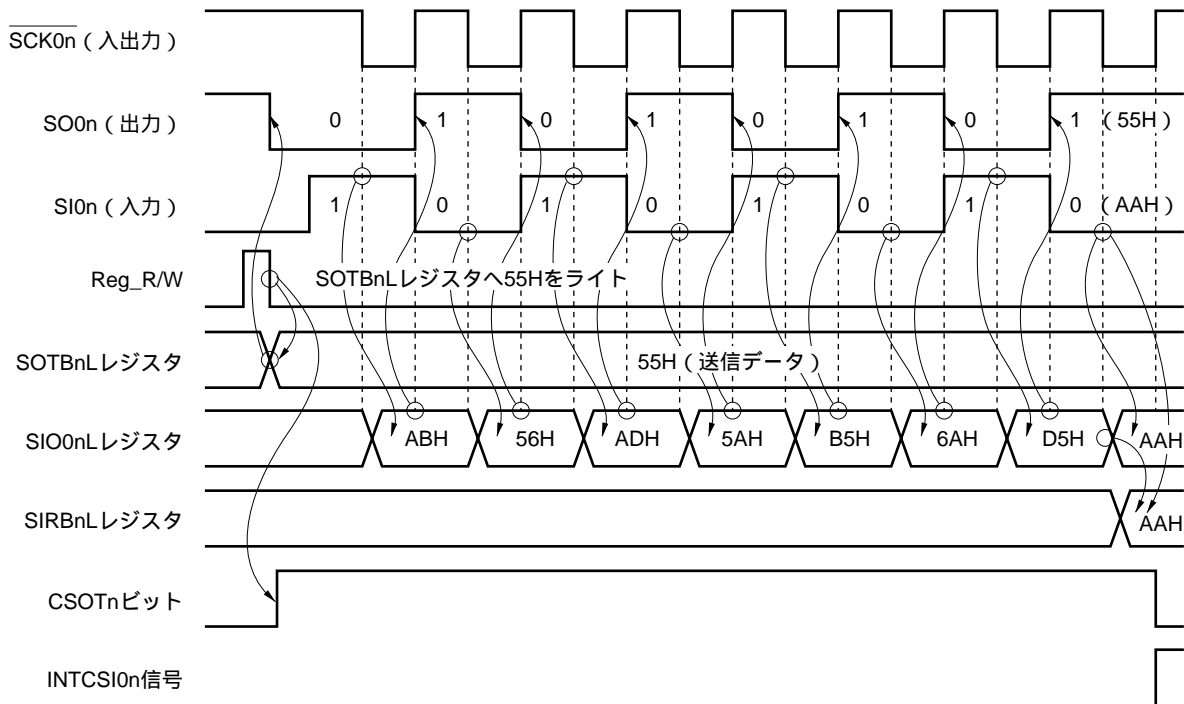 SCK0n（入出力）
SO0n（出力） 0 1 0 1 0 1 0 1 （55H）
SI0n（入力） 1 0 1 0 1 0 1 0 （AAH）
Reg_R/W SOTBnLレジスタへ55Hをライト
SOTBnLレジスタ 55H（送信データ）
SIO0nLレジスタ ABH 56H ADH 5AH B5H 6AH D5H AAH
SIRBnLレジスタ AAH
CSOTnビット
INTCSI0n信号